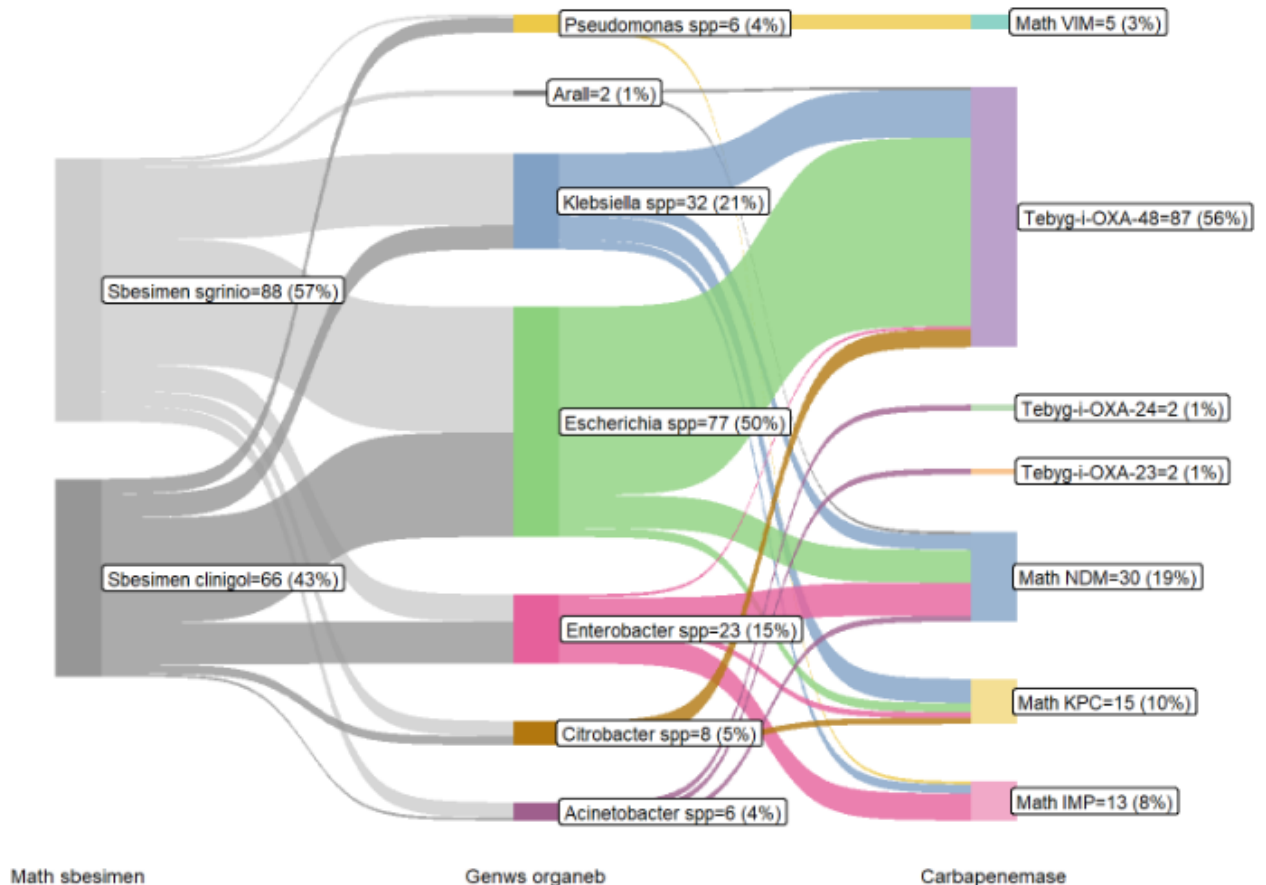 Pseudomonas spp=6 (4%)
Math VIM=5 (3%)
Arall=2 (1%)
Klebsiella spp=32 (21%)
Tebyg-i-OXA-48=87 (56%)
Sbesimen sgrinio=88 (57%)
Escherichia spp=77 (50%)
Tebyg-i-OXA-24=2 (1%)
Tebyg-i-OXA-23=2 (1%)
Sbesimen clinigol=66 (43%)
Math NDM=30 (19%)
Enterobacter spp=23 (15%)
Math KPC=15 (10%)
Citrobacter spp=8 (5%)
Math IMP=13 (8%)
Acinetobacter spp=6 (4%)
Math sbesimen
Genws organeb
Carbapenemase